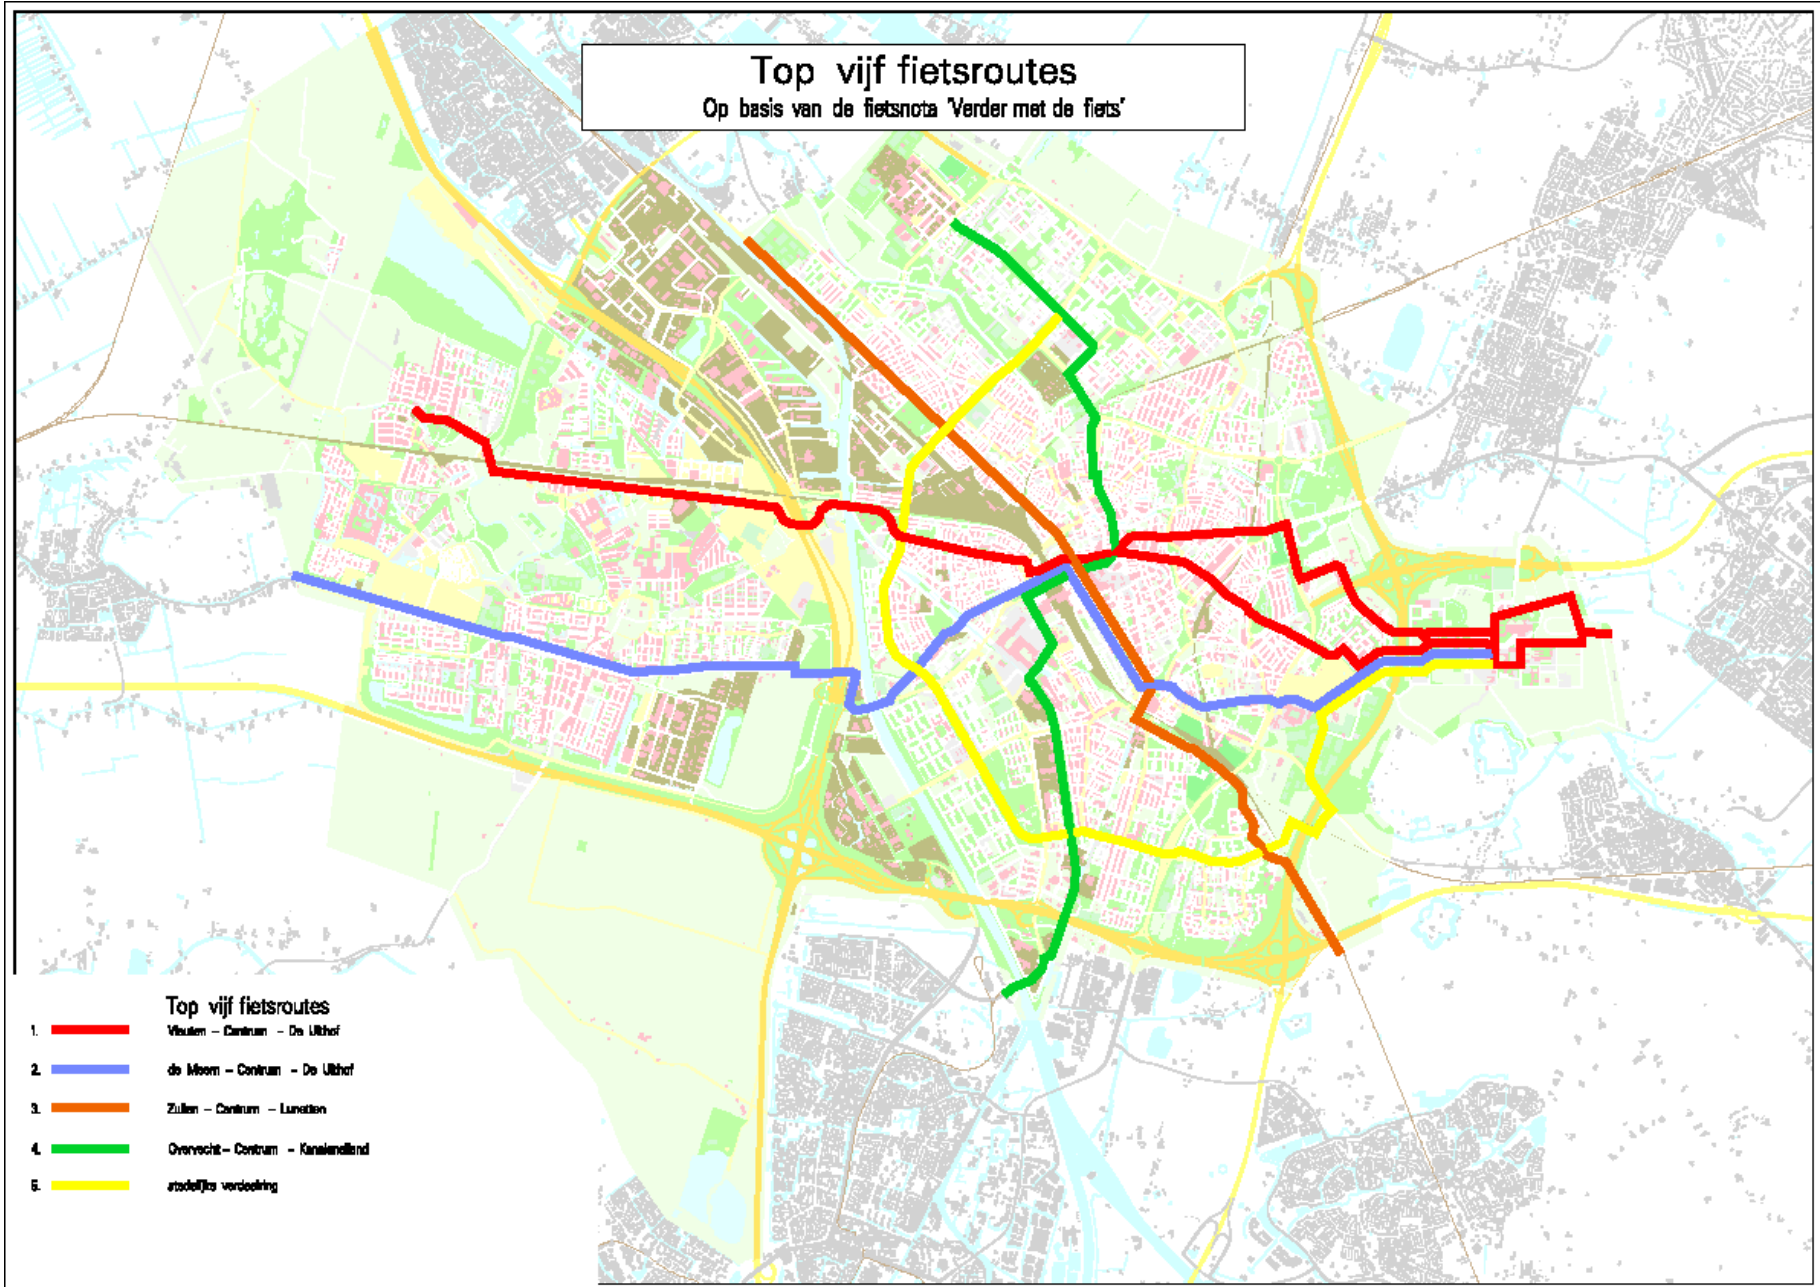 Top vijf fietsroutes
Op basis van de fietsnota 'Verder met de fiets'
Top vijf fietsroutes
1. Vleuten - Centrum - De Uithof
2. de Meern - Centrum - De Uithof
3. Zuilen - Centrum - Lunetten
4. Overvecht - Centrum - Kanaleneiland
5. stedelijke verdeelring